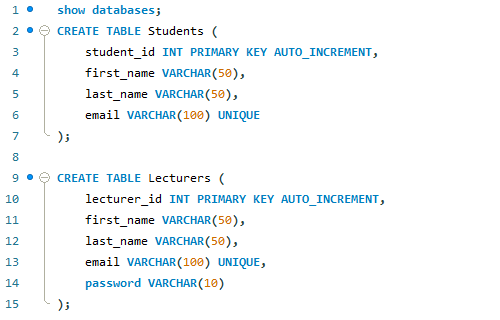 1 show databases;
2 CREATE TABLE Students (
3 student_id INT PRIMARY KEY AUTO_INCREMENT,
4 first_name VARCHAR(50),
5 last_name VARCHAR(50),
6 email VARCHAR(100) UNIQUE
7 );
8
9 CREATE TABLE Lecturers (
10 lecturer_id INT PRIMARY KEY AUTO_INCREMENT,
11 first_name VARCHAR(50),
12 last_name VARCHAR(50),
13 email VARCHAR(100) UNIQUE,
14 password VARCHAR(10)
15 );